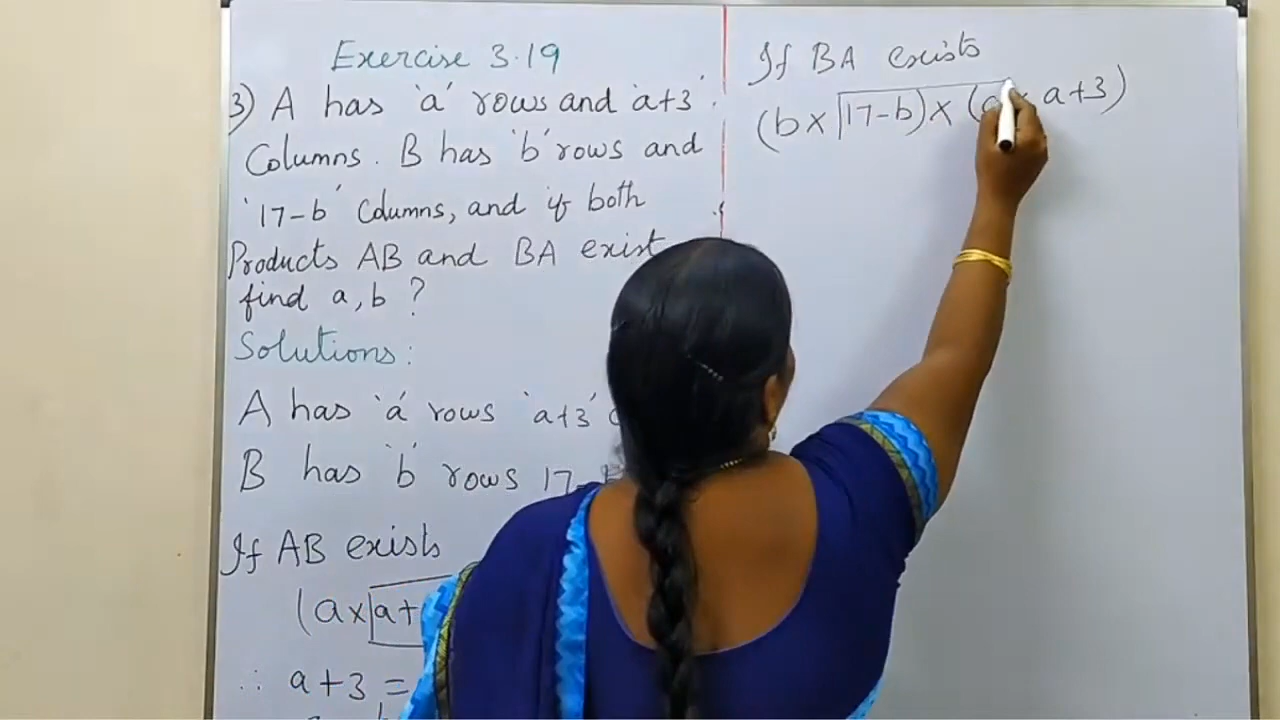 Exercise 3.19
3) A has 'a' rows and 'a+3'
Columns. B has 'b' rows and
'17-b' Columns, and if both
Products AB and BA exist
find a, b ?
Solutions:
A has 'a' rows 'a+3'
B has 'b' rows 17-
If AB exists
(a×a+
∴ a+3 =
If BA exists
(b×17-b)×(a× a+3)